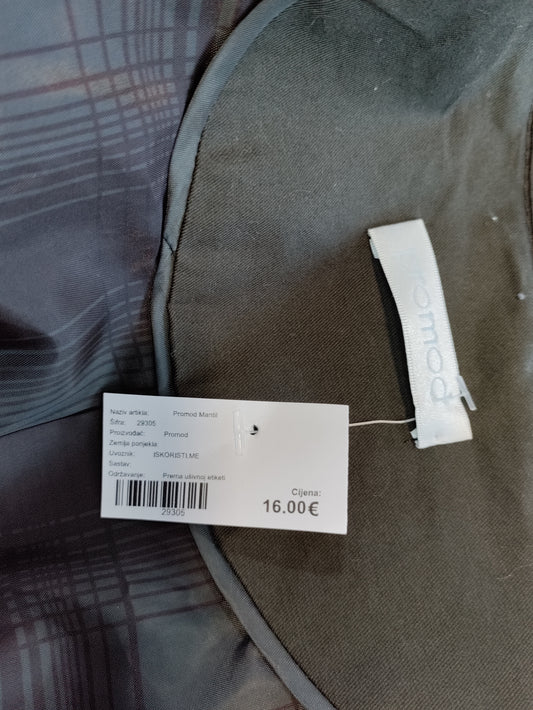 promod
Naziv artikla: Promod Mantil
Šifra: 29305
Proizvođač: Promod
Zemlja porijekla:
Uvoznik: ISKORISTI.ME
Sastav:
Održavanje: Prema ušivnoj etiketi
29305
Cijena:
16.00€